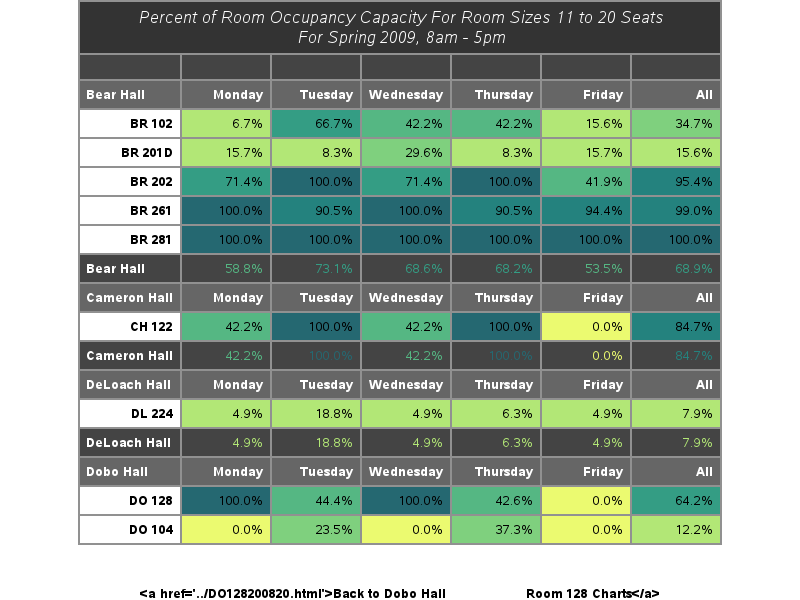 Percent of Room Occupancy Capacity For Room Sizes 11 to 20 Seats
For Spring 2009, 8am - 5pm
Bear Hall Monday Tuesday Wednesday Thursday Friday All
BR 102 6.7% 66.7% 42.2% 42.2% 15.6% 34.7%
BR 201D 15.7% 8.3% 29.6% 8.3% 15.7% 15.6%
BR 202 71.4% 100.0% 71.4% 100.0% 41.9% 95.4%
BR 261 100.0% 90.5% 100.0% 90.5% 94.4% 99.0%
BR 281 100.0% 100.0% 100.0% 100.0% 100.0% 100.0%
Bear Hall 58.8% 73.1% 68.6% 68.2% 53.5% 68.9%
Cameron Hall Monday Tuesday Wednesday Thursday Friday All
CH 122 42.2% 100.0% 42.2% 100.0% 0.0% 84.7%
Cameron Hall 42.2% 100.0% 42.2% 100.0% 0.0% 84.7%
DeLoach Hall Monday Tuesday Wednesday Thursday Friday All
DL 224 4.9% 18.8% 4.9% 6.3% 4.9% 7.9%
DeLoach Hall 4.9% 18.8% 4.9% 6.3% 4.9% 7.9%
Dobo Hall Monday Tuesday Wednesday Thursday Friday All
DO 128 100.0% 44.4% 100.0% 42.6% 0.0% 64.2%
DO 104 0.0% 23.5% 0.0% 37.3% 0.0% 12.2%
<a href='../DO128200820.html'>Back to Dobo Hall Room 128 Charts</a>